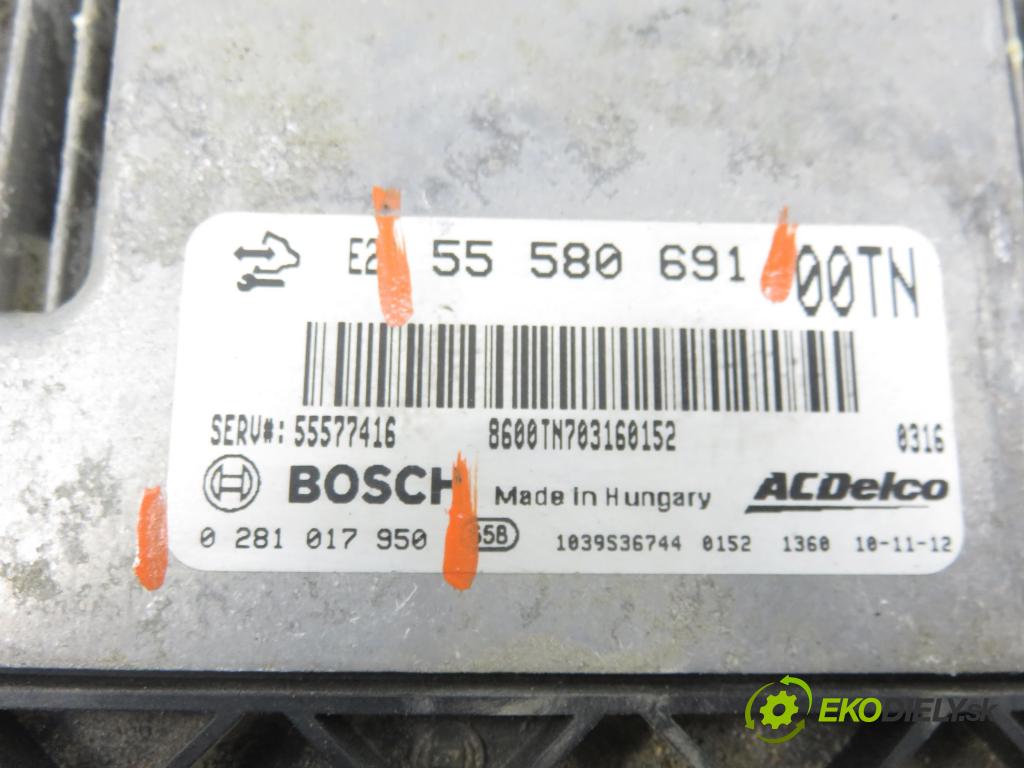 E2 55 580 691 00TN
SERV#: 55577416 8600TN703160152 0316
BOSCH Made in Hungary ACDelco
0 281 017 950 1039S36744 0152 1360 10-11-12
EKODIELY.sk